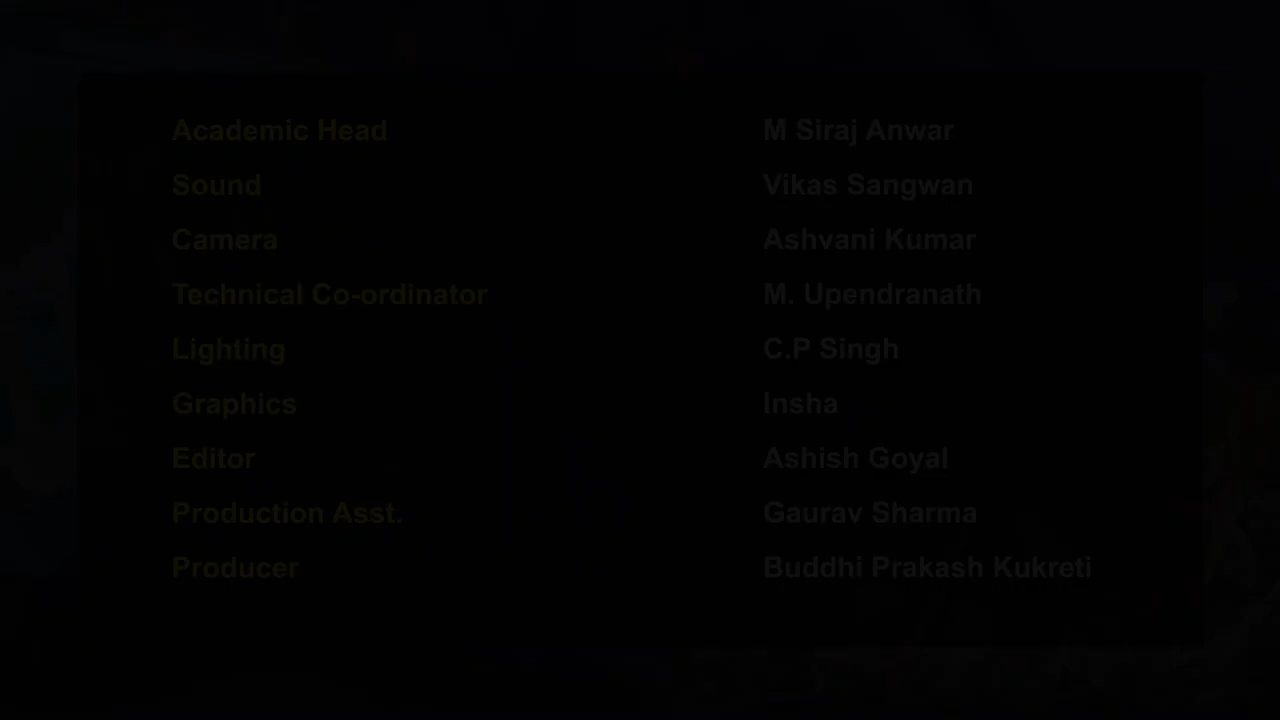 Academic Head M Siraj Anwar
Sound Vikas Sangwan
Camera Ashvani Kumar
Technical Co-ordinator M. Upendranath
Lighting C.P Singh
Graphics Insha
Editor Ashish Goyal
Production Asst. Gaurav Sharma
Producer Buddhi Prakash Kukreti